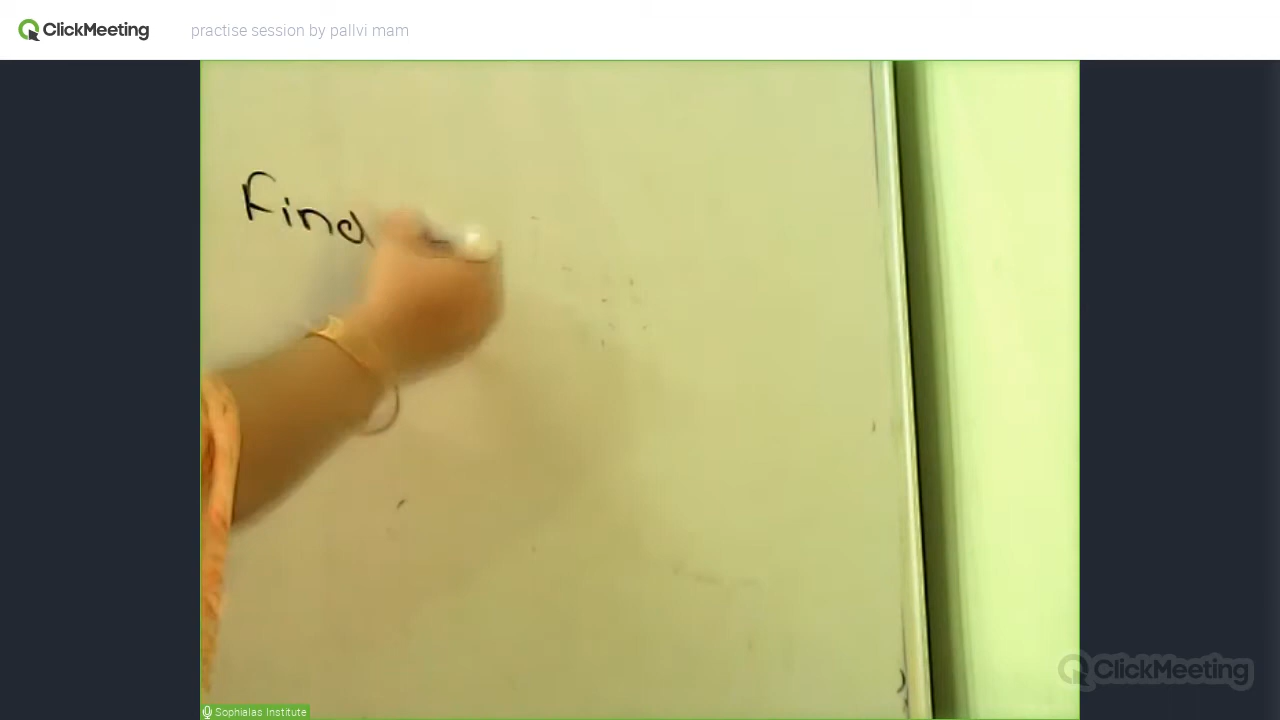 ClickMeeting
practise session by pallvi mam
Find
Sophialas Institute
ClickMeeting